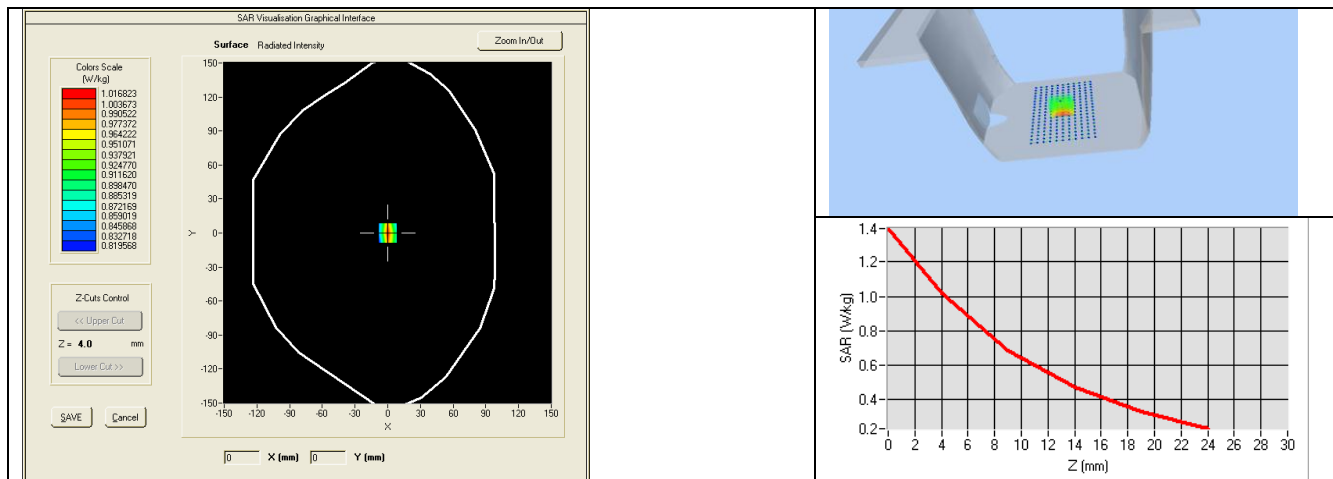 SAR Visualisation Graphical Interface
Surface Radiated Intensity
Zoom In/Out
Colors Scale
(W/kg)
1.016823
1.003673
0.990522
0.977372
0.964222
0.951071
0.937921
0.924770
0.911620
0.898470
0.885319
0.872169
0.859019
0.845868
0.832718
0.819568
Z-Cuts Control
<< Upper Cut
Z = 4.0 mm
Lower Cut >>
SAVE Cancel
150-
120-
90-
60-
30-
0-
-30-
-60-
-90-
-120-
-150-
Y
-150 -120 -90 -60 -30 0 30 60 90 120 150
X
0 X (mm) 0 Y (mm)
1.4-
1.2-
1.0-
0.8-
0.6-
0.4-
0.2-
SAR (W/kg)
0 2 4 6 8 10 12 14 16 18 20 22 24 26 28 30
Z (mm)